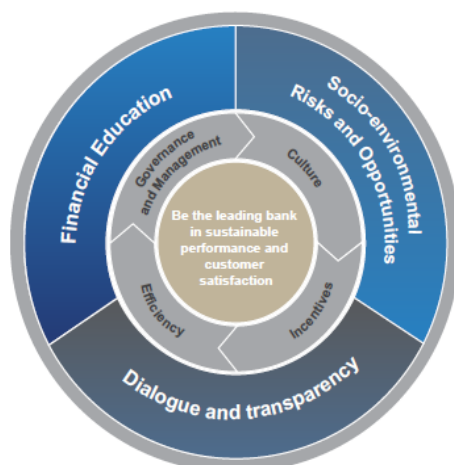 Financial Education
Socio-environmental
Risks and Opportunities
Dialogue and transparency
Governance
and Management
Culture
Incentives
Efficiency
Be the leading bank
in sustainable
performance and
customer
satisfaction